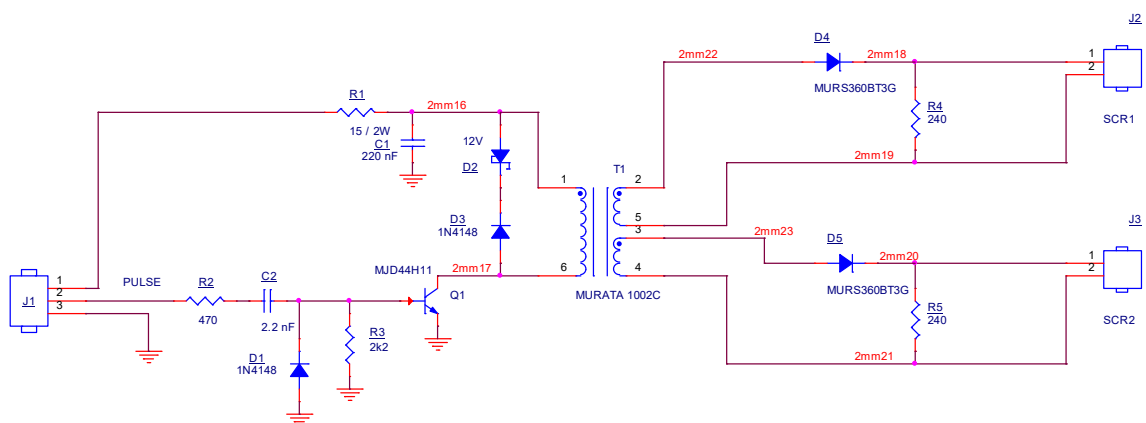 J2
D4
2mm22
2mm18
1
2
MURS360BT3G
R1
2mm16
R4
240
15 / 2W
C1
220 nF
12V
SCR1
D2
2mm19
T1
1
2
D3
1N4148
5
3
2mm23
J3
D5
2mm20
1
2
MJD44H11
2mm17
6
4
J1
1
2
3
PULSE
R2
C2
Q1
MURATA 1002C
MURS360BT3G
R5
240
470
2.2 nF
R3
2k2
SCR2
D1
1N4148
2mm21